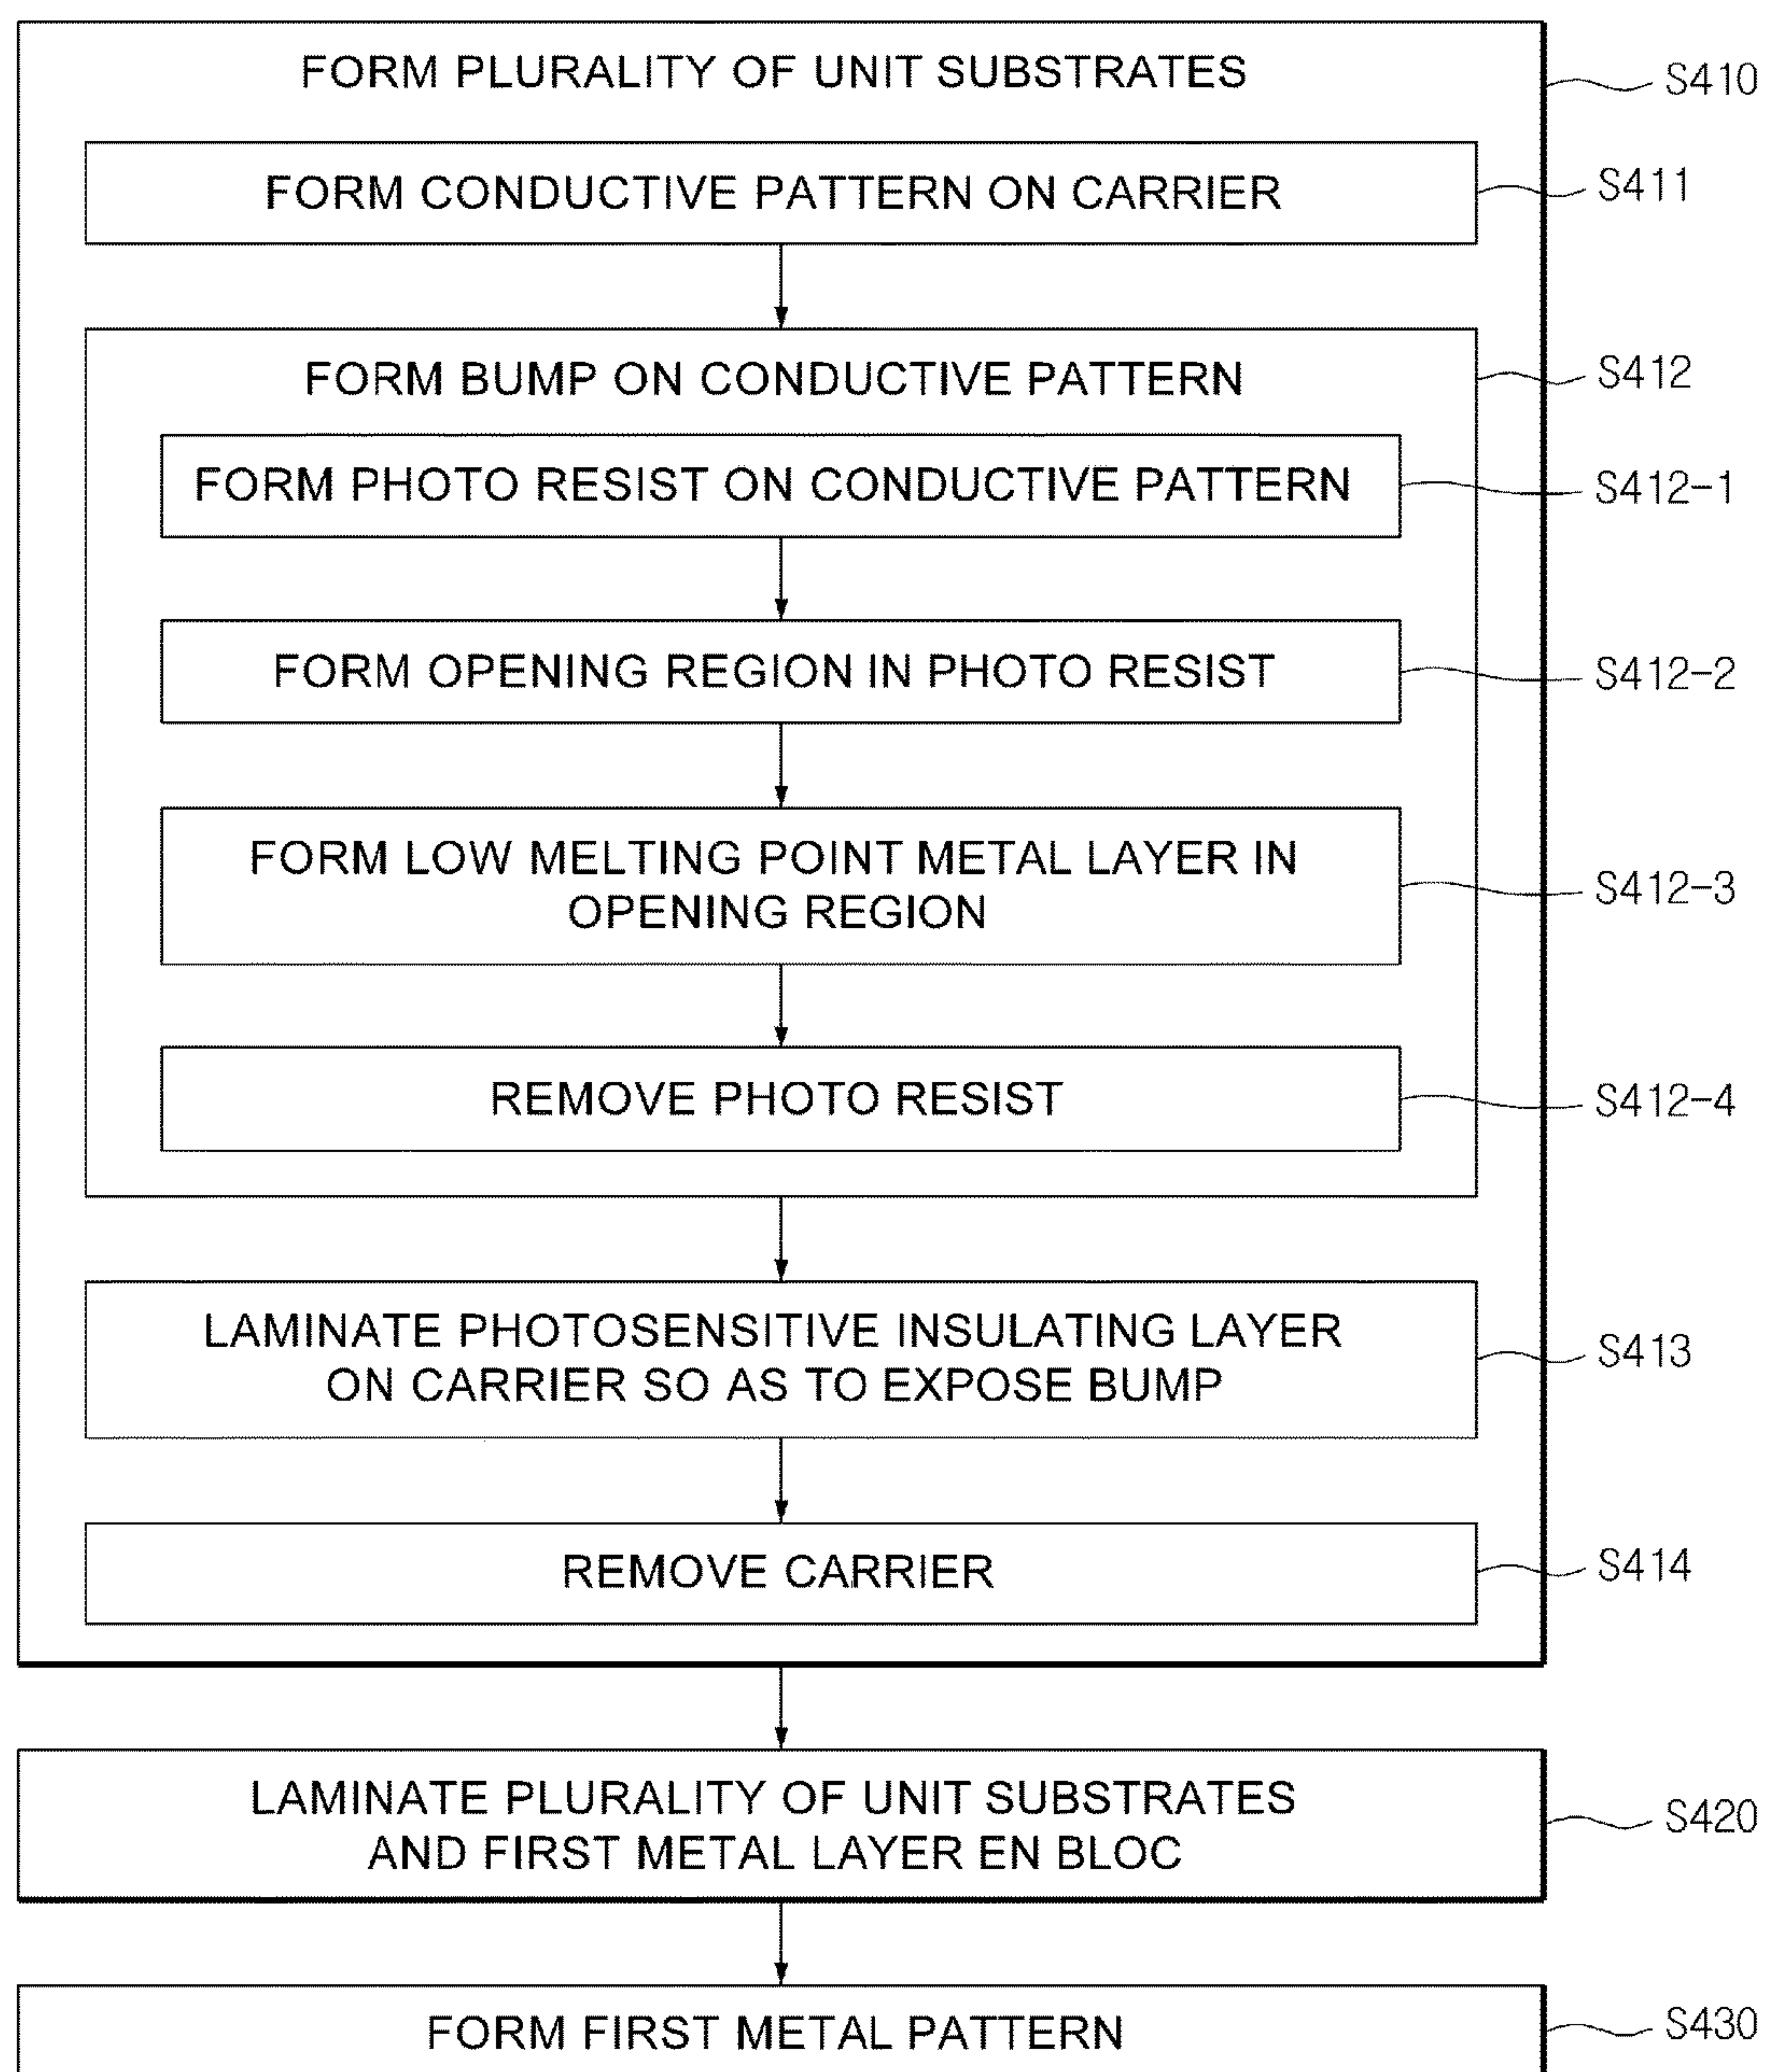 FORM PLURALITY OF UNIT SUBSTRATES
S410
FORM CONDUCTIVE PATTERN ON CARRIER
S411
FORM BUMP ON CONDUCTIVE PATTERN
S412
FORM PHOTO RESIST ON CONDUCTIVE PATTERN
S412-1
FORM OPENING REGION IN PHOTO RESIST
S412-2
FORM LOW MELTING POINT METAL LAYER IN
OPENING REGION
S412-3
REMOVE PHOTO RESIST
S412-4
LAMINATE PHOTOSENSITIVE INSULATING LAYER
ON CARRIER SO AS TO EXPOSE BUMP
S413
REMOVE CARRIER
S414
LAMINATE PLURALITY OF UNIT SUBSTRATES
AND FIRST METAL LAYER EN BLOC
S420
FORM FIRST METAL PATTERN
S430